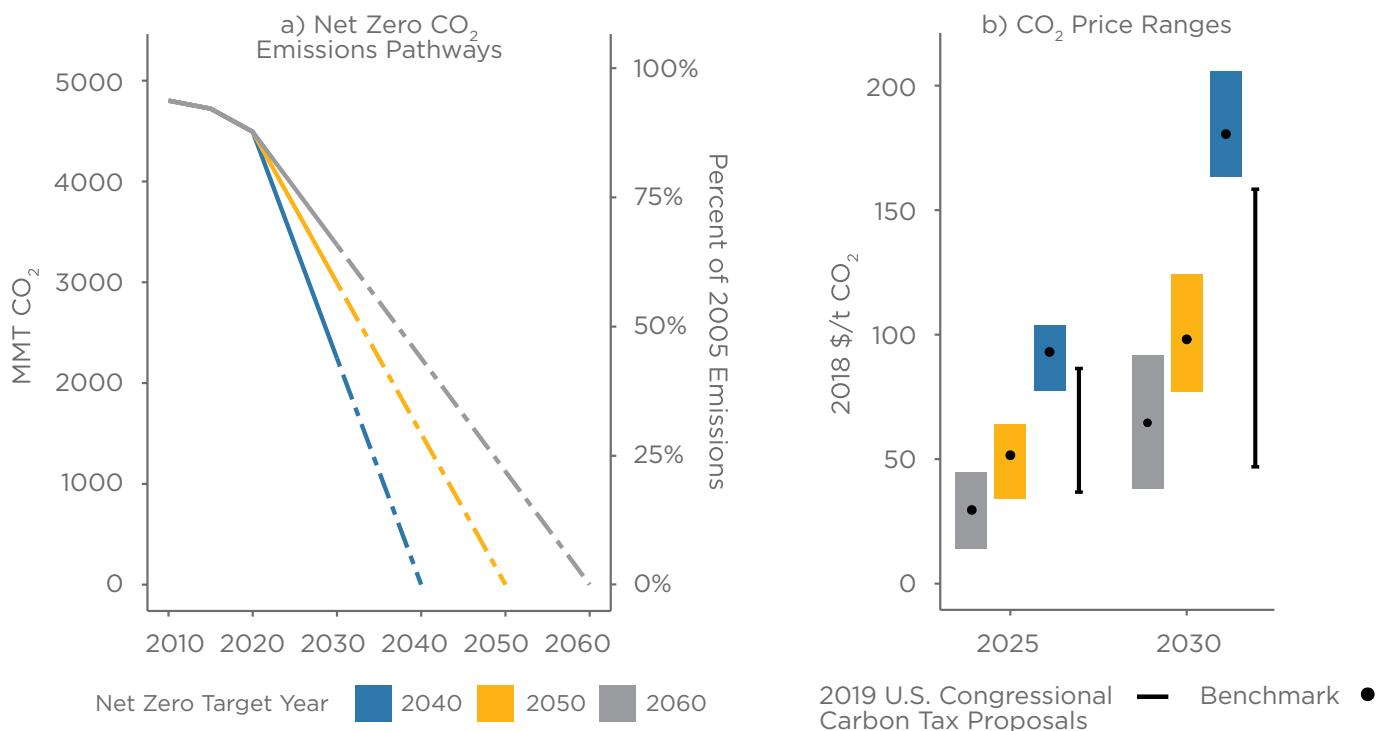 a) Net Zero CO₂
Emissions Pathways
5000
4000
3000
2000
1000
0
MMT CO₂
100%
75%
50%
25%
0%
Percent of 2005 Emissions
2010 2020 2030 2040 2050 2060
Net Zero Target Year 2040 2050 2060
b) CO₂ Price Ranges
200
150
100
50
0
2018 $/t CO₂
2025 2030
2019 U.S. Congressional
Carbon Tax Proposals
Benchmark